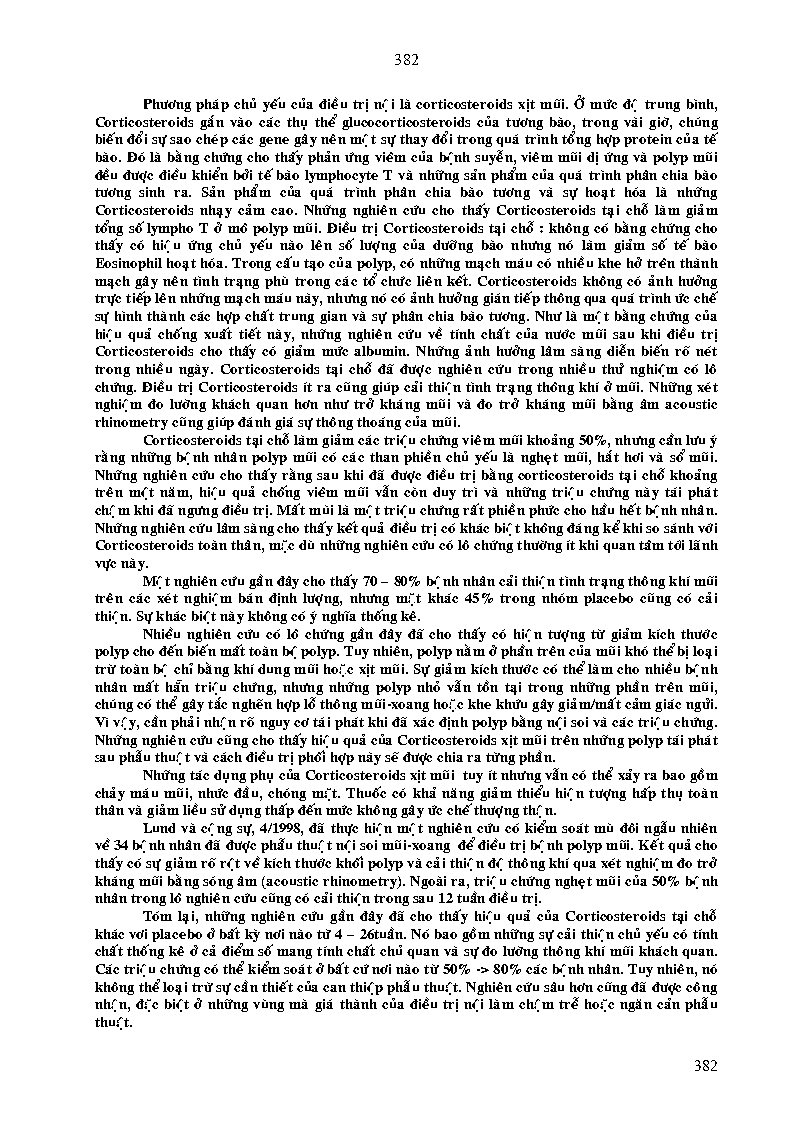 382
Phương pháp chủ yếu của điều trị nội là corticosteroids xịt mũi. Ở mức độ trung bình,
Corticosteroids gắn vào các thụ thể glucocorticosteroids của tương bào, trong vài giờ, chúng
biến đổi sự sao chép các gene gây nên một sự thay đổi trong quá trình tổng hợp protein của tế
bào. Đó là bằng chứng cho thấy phản ứng viêm của bệnh suyễn, viêm mũi dị ứng và polyp mũi
đều được điều khiển bởi tế bào lymphocyte T và những sản phẩm của quá trình phân chia bào
tương sinh ra. Sản phẩm của quá trình phân chia bào tương và sự hoạt hóa là những
Corticosteroids nhạy cảm cao. Những nghiên cứu cho thấy Corticosteroids tại chỗ làm giảm
tổng số lympho T ở mô polyp mũi. Điều trị Corticosteroids tại chỗ : không có bằng chứng cho
thấy có hiệu ứng chủ yếu nào lên số lượng của dưỡng bào nhưng nó làm giảm số tế bào
Eosinophil hoạt hóa. Trong cấu tạo của polyp, có những mạch máu có nhiều khe hở trên thành
mạch gây nên tình trạng phù trong các tổ chức liên kết. Corticosteroids không có ảnh hưởng
trực tiếp lên những mạch máu này, nhưng nó có ảnh hưởng gián tiếp thông qua quá trình ức chế
sự hình thành các hợp chất trung gian và sự phân chia bào tương. Như là một bằng chứng của
hiệu quả chống xuất tiết này, những nghiên cứu về tính chất của nước mũi sau khi điều trị
Corticosteroids cho thấy có giảm mức albumin. Những ảnh hưởng lâm sàng diễn biến rõ nét
trong nhiều ngày. Corticosteroids tại chỗ đã được nghiên cứu trong nhiều thử nghiệm có lô
chứng. Điều trị Corticosteroids ít ra cũng giúp cải thiện tình trạng thông khí ở mũi. Những xét
nghiệm đo lường khách quan hơn như trở kháng mũi và đo trở kháng mũi bằng âm acoustic
rhinometry cũng giúp đánh giá sự thông thoáng của mũi.
Corticosteroids tại chỗ làm giảm các triệu chứng viêm mũi khoảng 50%, nhưng cần lưu ý
rằng những bệnh nhân polyp mũi có các than phiền chủ yếu là nghẹt mũi, hắt hơi và sổ mũi.
Những nghiên cứu cho thấy rằng sau khi đã được điều trị bằng corticosteroids tại chỗ khoảng
trên một năm, hiệu quả chống viêm mũi vẫn còn duy trì và những triệu chứng này tái phát
chậm khi đã ngưng điều trị. Mất mùi là một triệu chứng rất phiền phức cho hầu hết bệnh nhân.
Những nghiên cứu lâm sàng cho thấy kết quả điều trị có khác biệt không đáng kể khi so sánh với
Corticosteroids toàn thân, mặc dù những nghiên cứu có lô chứng thường ít khi quan tâm tới lãnh
vực này.
Một nghiên cứu gần đây cho thấy 70 – 80% bệnh nhân cải thiện tình trạng thông khí mũi
trên các xét nghiệm bán định lượng, nhưng mặt khác 45% trong nhóm placebo cũng có cải
thiện. Sự khác biệt này không có ý nghĩa thống kê.
Nhiều nghiên cứu có lô chứng gần đây đã cho thấy có hiện tượng từ giảm kích thước
polyp cho đến biến mất toàn bộ polyp. Tuy nhiên, polyp nằm ở phần trên của mũi khó thể bị loại
trừ toàn bộ chỉ bằng khí dung mũi hoặc xịt mũi. Sự giảm kích thước có thể làm cho nhiều bệnh
nhân mất hẳn triệu chứng, nhưng những polyp nhỏ vẫn tồn tại trong những phần trên mũi,
chúng có thể gây tắc nghẽn hợp lỗ thông mũi-xoang hoặc khe khứu gây giảm/mất cảm giác ngửi.
Vì vậy, cần phải nhận rõ nguy cơ tái phát khi đã xác định polyp bằng nội soi và các triệu chứng.
Những nghiên cứu cũng cho thấy hiệu quả của Corticosteroids xịt mũi trên những polyp tái phát
sau phẫu thuật và cách điều trị phối hợp này sẽ được chia ra từng phần.
Những tác dụng phụ của Corticosteroids xịt mũi  tuy ít nhưng vẫn có thể xảy ra bao gồm
chảy máu mũi, nhức đầu, chóng mặt. Thuốc có khả năng giảm thiểu hiện tượng hấp thụ toàn
thân và giảm liều sử dụng thấp đến mức không gây ức chế thượng thận.
Lund và cộng sự, 4/1998, đã thực hiện một nghiên cứu có kiểm soát mù đôi ngẫu nhiên
về 34 bệnh nhân đã được phẫu thuật nội soi mũi-xoang  để điều trị bệnh polyp mũi. Kết quả cho
thấy có sự giảm rõ rệt về kích thước khối polyp và cải thiện độ thông khí qua xét nghiệm đo trở
kháng mũi bằng sóng âm (acoustic rhinometry). Ngoài ra, triệu chứng nghẹt mũi của 50% bệnh
nhân trong lô nghiên cứu cũng có cải thiện trong sau 12 tuần điều trị.
Tóm lại, những nghiên cứu gần đây đã cho thấy hiệu quả của Corticosteroids tại chỗ
khác vơi placebo ở bất kỳ nơi nào từ 4 – 26tuần. Nó bao gồm những sự cải thiện chủ yếu có tính
chất thống kê ở cả điểm số mang tính chất chủ quan và sự đo lường thông khí mũi khách quan.
Các triệu chứng có thể kiểm soát ở bất cứ nơi nào từ 50% -> 80% các bệnh nhân. Tuy nhiên, nó
không thể loại trừ sự cần thiết của can thiệp phẫu thuật. Nghiên cứu sâu hơn cũng đã được công
nhận, đặc biệt ở những vùng mà giá thành của điều trị nội làm chậm trễ hoặc ngăn cản phẫu
thuật.
382